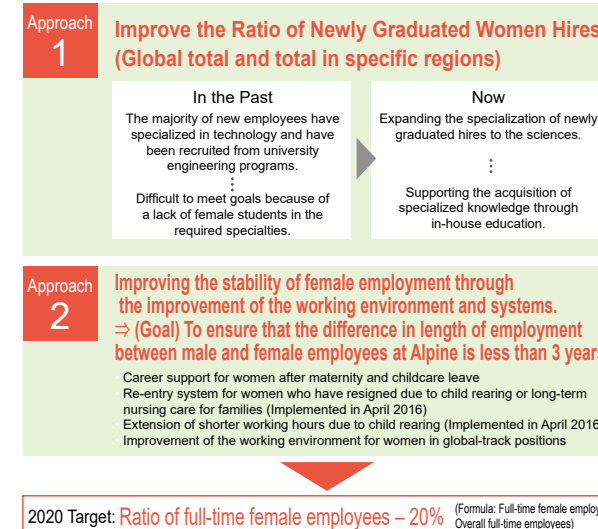 Approach
1
Improve the Ratio of Newly Graduated Women Hires
(Global total and total in specific regions)
In the Past
The majority of new employees have
specialized in technology and have
been recruited from university
engineering programs.
⋮
Difficult to meet goals because of
a lack of female students in the
required specialties.
Now
Expanding the specialization of newly
graduated hires to the sciences.
⋮
Supporting the acquisition of
specialized knowledge through
in-house education.
Approach
2
Improving the stability of female employment through
the improvement of the working environment and systems.
⇒ (Goal) To ensure that the difference in length of employment
between male and female employees at Alpine is less than 3 years
Career support for women after maternity and childcare leave
Re-entry system for women who have resigned due to child rearing or long-term
nursing care for families (Implemented in April 2016)
Extension of shorter working hours due to child rearing (Implemented in April 2016
Improvement of the working environment for women in global-track positions
2020 Target: Ratio of full-time female employees – 20%
(Formula: Full-time female employ
Overall full-time employees)